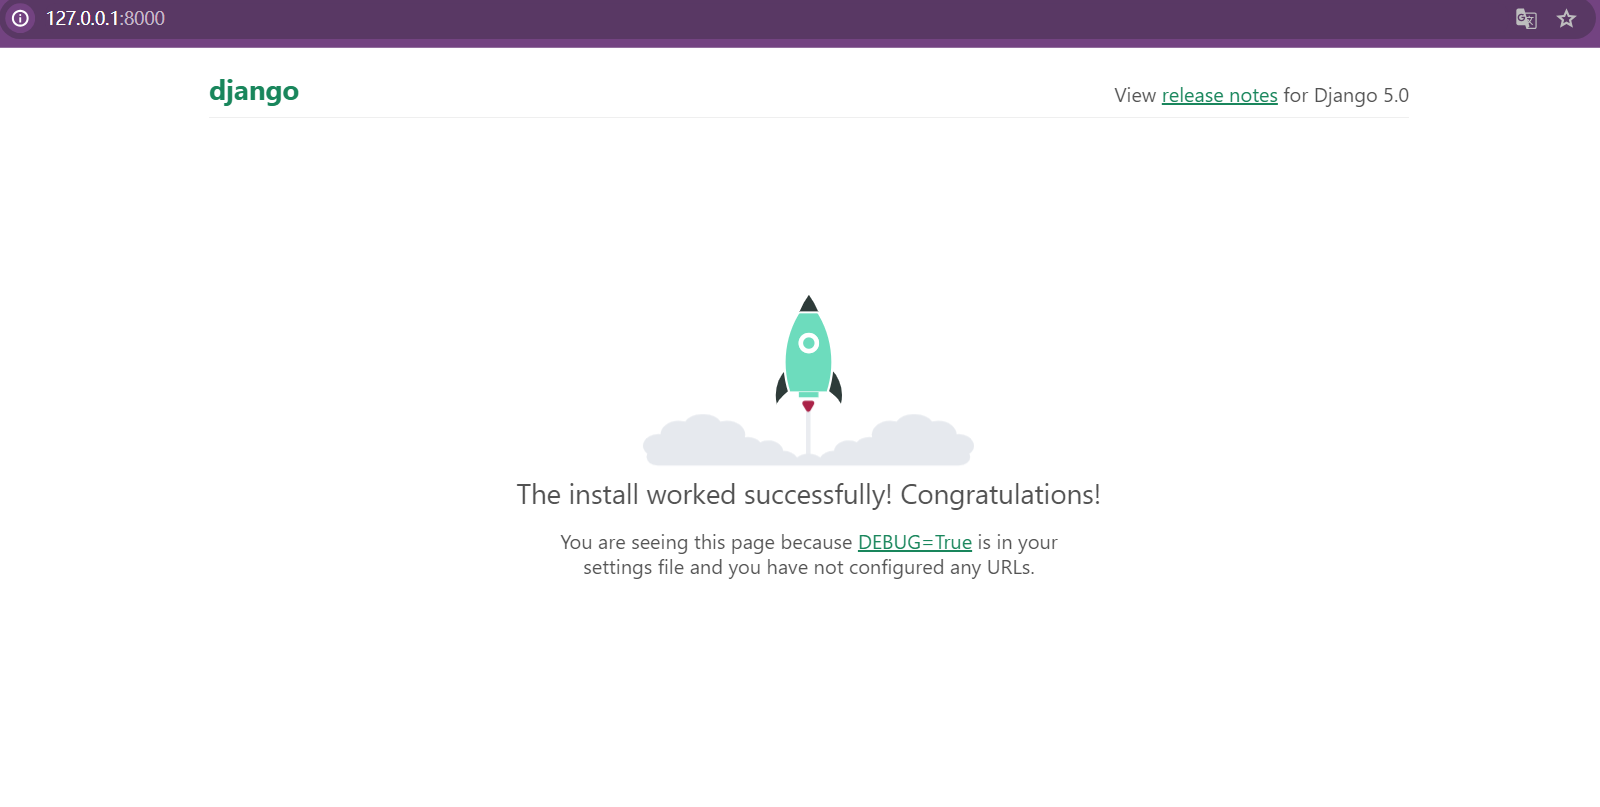 127.0.0.1:8000
django
View release notes for Django 5.0
The install worked successfully! Congratulations!
You are seeing this page because DEBUG=True is in your
settings file and you have not configured any URLs.